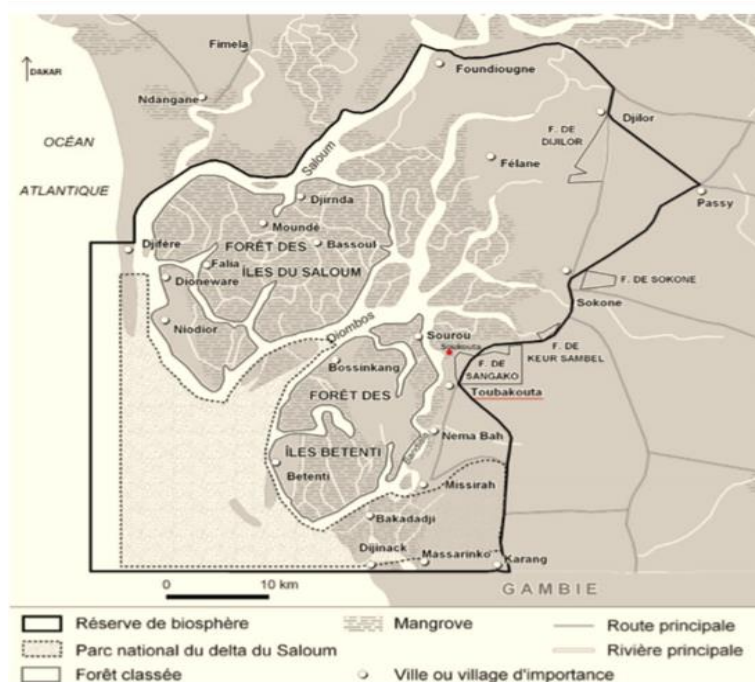 Fimela
DAKAR
Foundiougne
Ndangane
OCÉAN
ATLANTIQUE
Saloum
F. DE
DIJILOR
Djilor
Félane
Passy
Djirnda
Moundé
Djifère
FORÊT DES
Bassoul
Falia
ÎLES DU SALOUM
Dioneware
F. DE SOKONE
Sokone
Niodior
Diombos
Sourou
Soukouta
F. DE
KEUR SAMBEL
Bossinkang
F. DE
SANGAKO
FORÊT DES
Toubakouta
Nema Bah
ÎLES BETENTI
Betenti
Missirah
Bakadadji
Dijinack
Massarinko
Karang
0 10 km
GAMBIE
Réserve de biosphère
Mangrove
Route principale
Parc national du delta du Saloum
Rivière principale
Forêt classée
Ville ou village d'importance